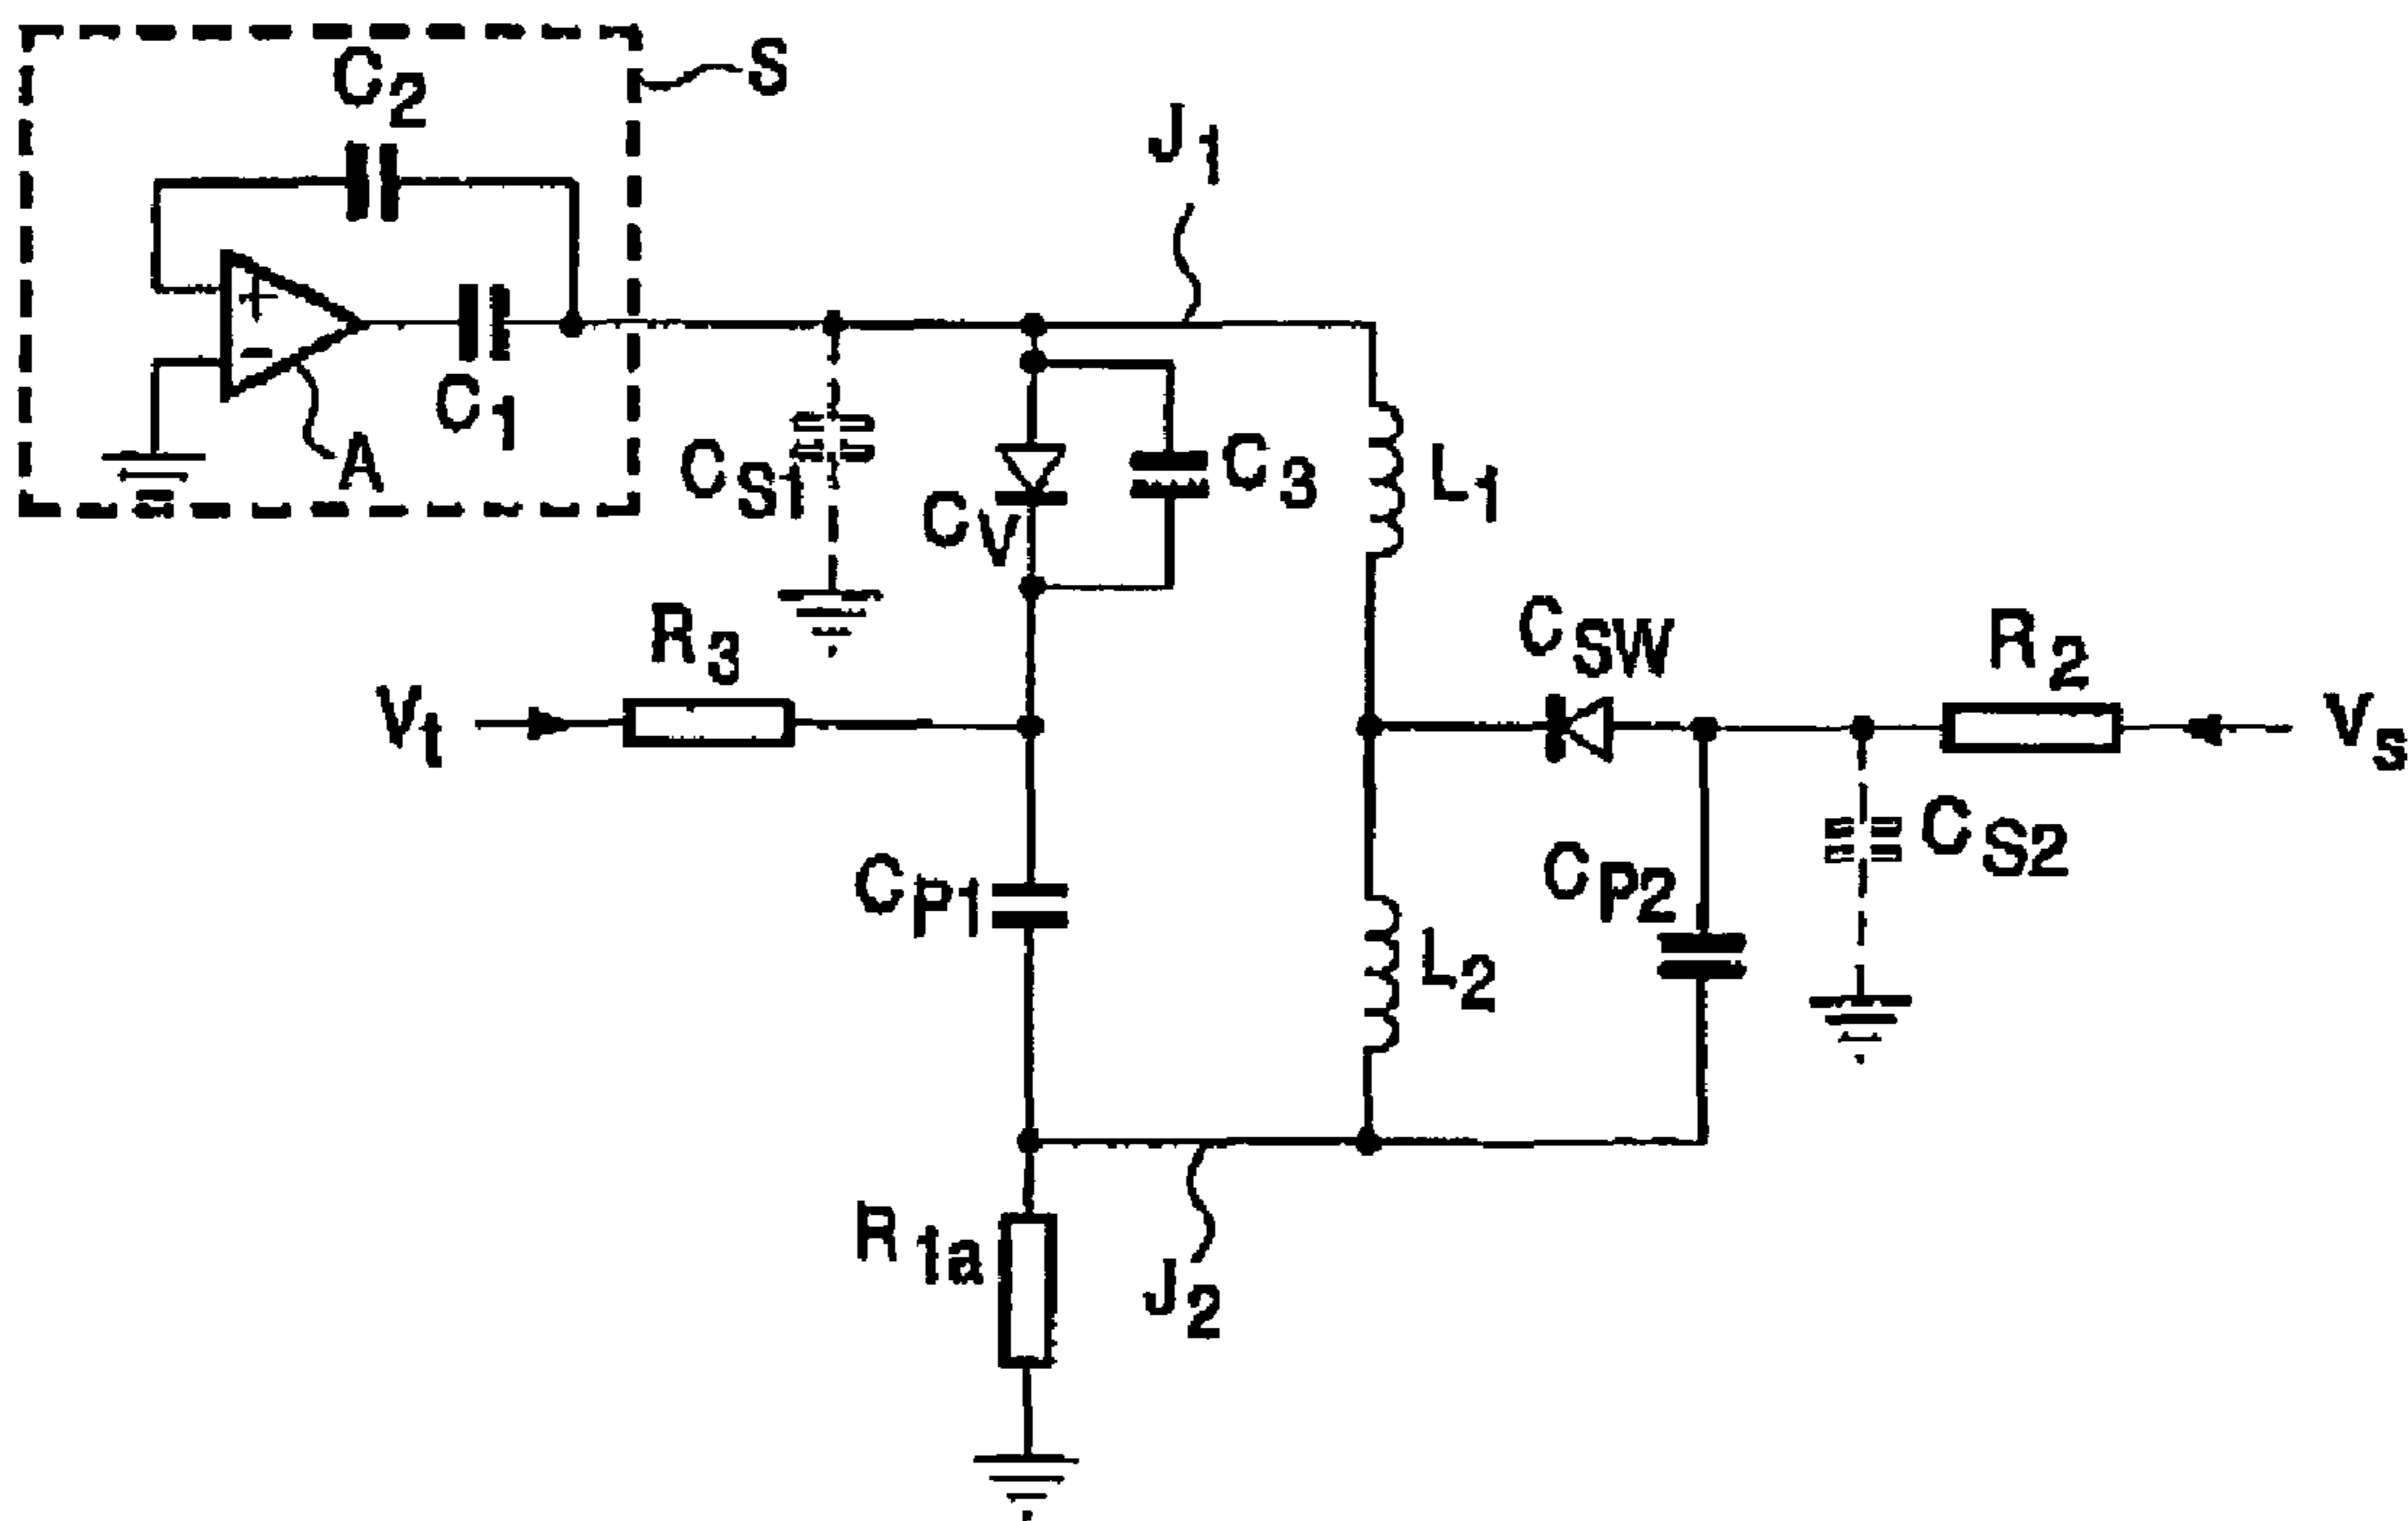 C2
S
J1
+
-
C1
A
CS1
CV
C3
L1
R3
CSW
R2
Vt
Vs
CP1
CP2
CS2
L2
R1a
J2